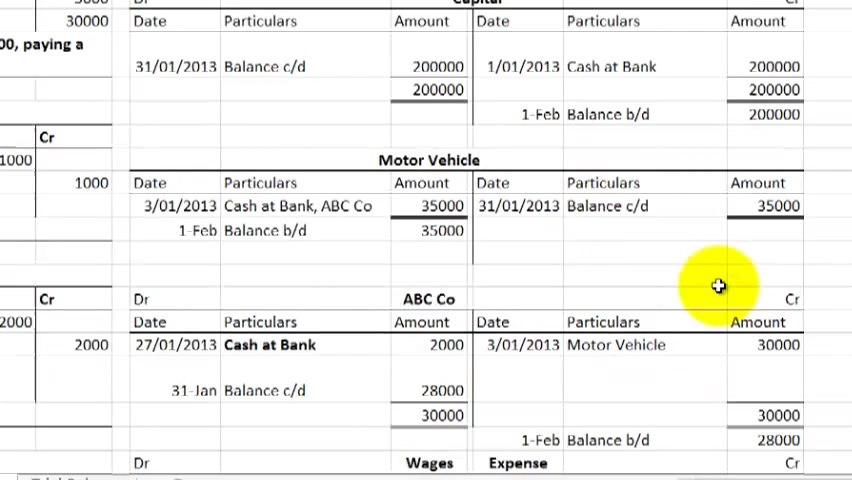 Dr Capital Cr
30000 Date Particulars Amount Date Particulars Amount
00, paying a
31/01/2013 Balance c/d 200000 1/01/2013 Cash at Bank 200000
200000 200000
1-Feb Balance b/d 200000
Cr
1000 Motor Vehicle
1000 Date Particulars Amount Date Particulars Amount
3/01/2013 Cash at Bank, ABC Co 35000 31/01/2013 Balance c/d 35000
1-Feb Balance b/d 35000
Cr Dr ABC Co Cr
2000 Date Particulars Amount Date Particulars Amount
2000 27/01/2013 Cash at Bank 2000 3/01/2013 Motor Vehicle 30000
31-Jan Balance c/d 28000
30000 30000
1-Feb Balance b/d 28000
Dr Wages Expense Cr